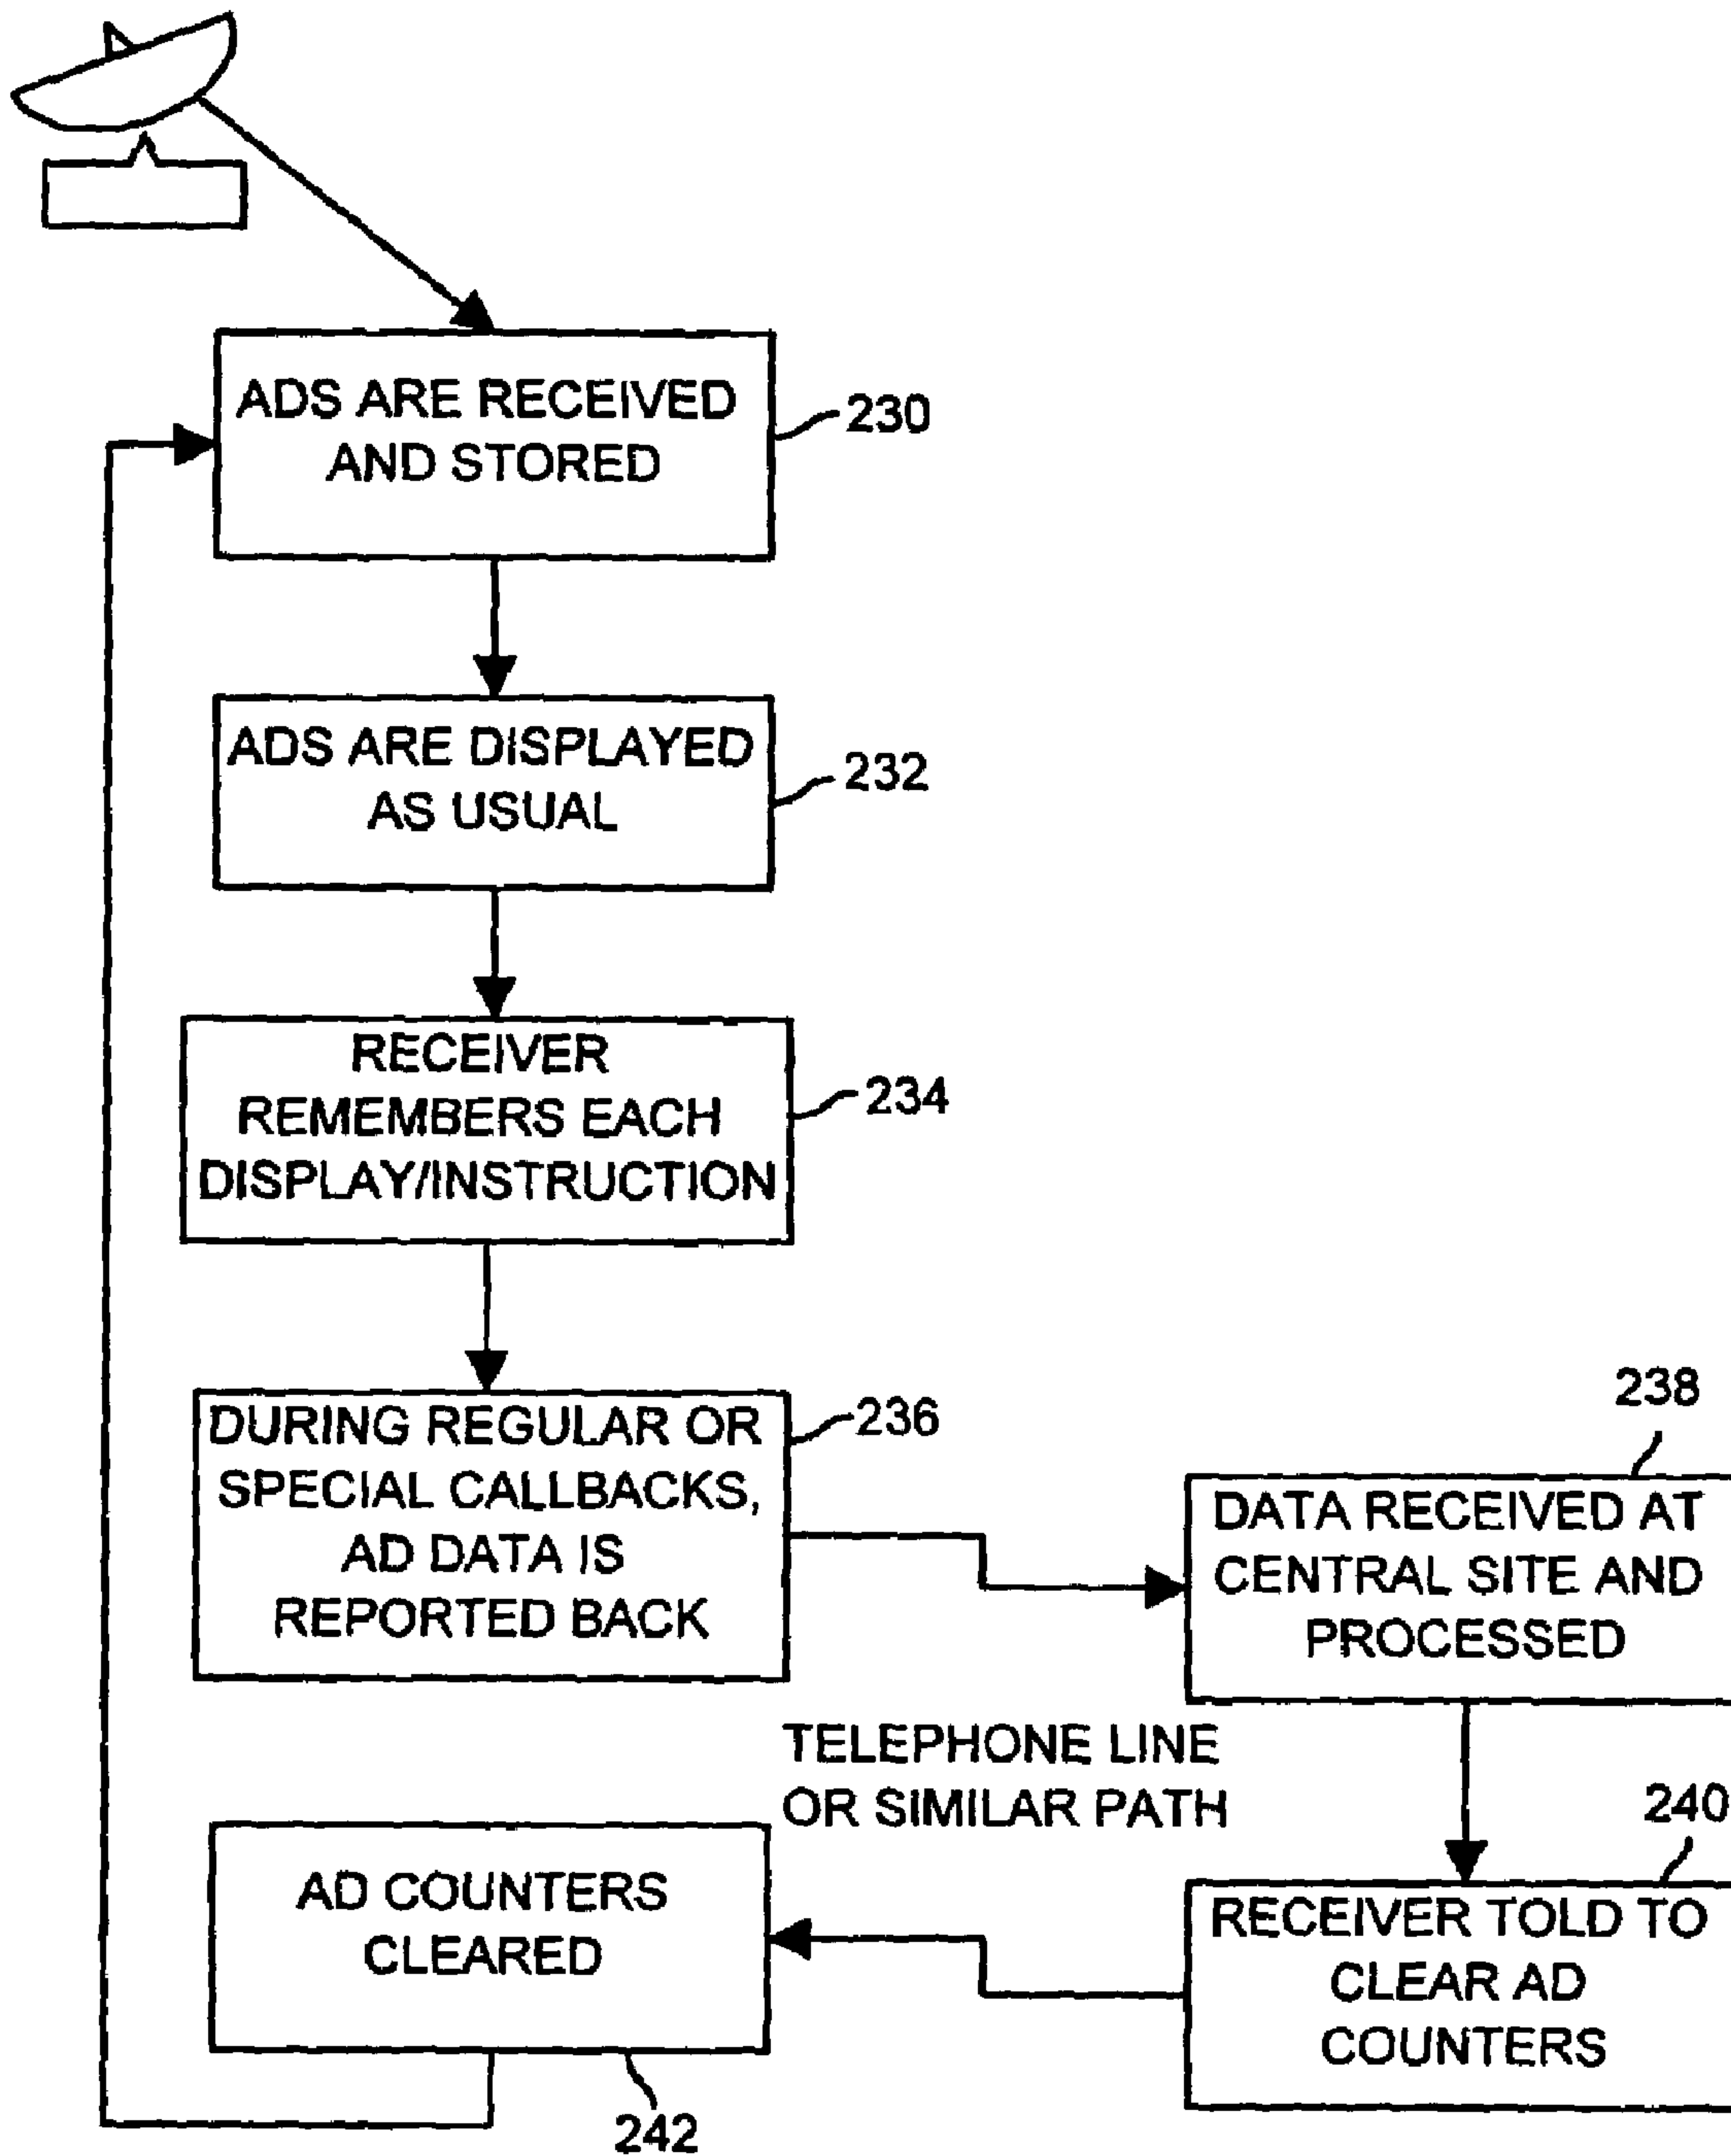 ADS ARE RECEIVED
AND STORED
230
ADS ARE DISPLAYED
AS USUAL
232
RECEIVER
REMEMBERS EACH
DISPLAY/INSTRUCTION
234
DURING REGULAR OR
SPECIAL CALLBACKS,
AD DATA IS
REPORTED BACK
236
238
DATA RECEIVED AT
CENTRAL SITE AND
PROCESSED
TELEPHONE LINE
OR SIMILAR PATH
240
RECEIVER TOLD TO
CLEAR AD
COUNTERS
AD COUNTERS
CLEARED
242